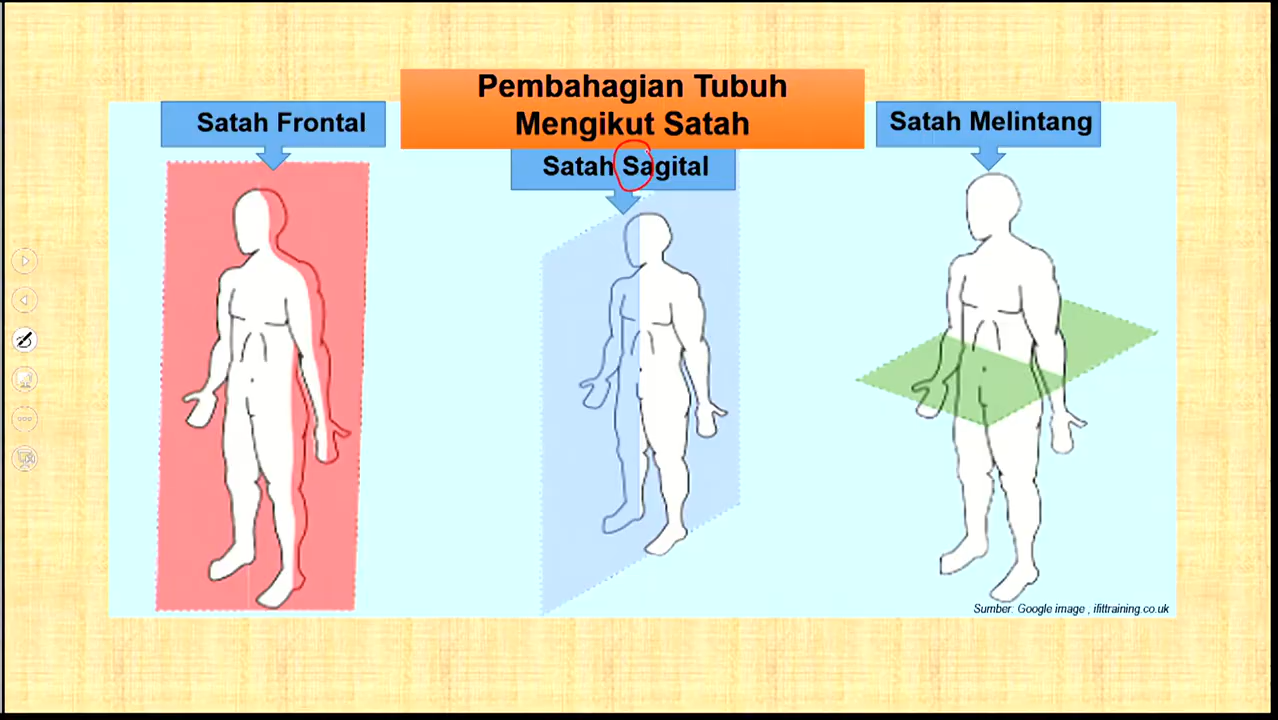 Pembahagian Tubuh
Mengikut Satah
Satah Frontal
Satah Sagital
Satah Melintang
Sumber: Google image , ifittraining.co.uk